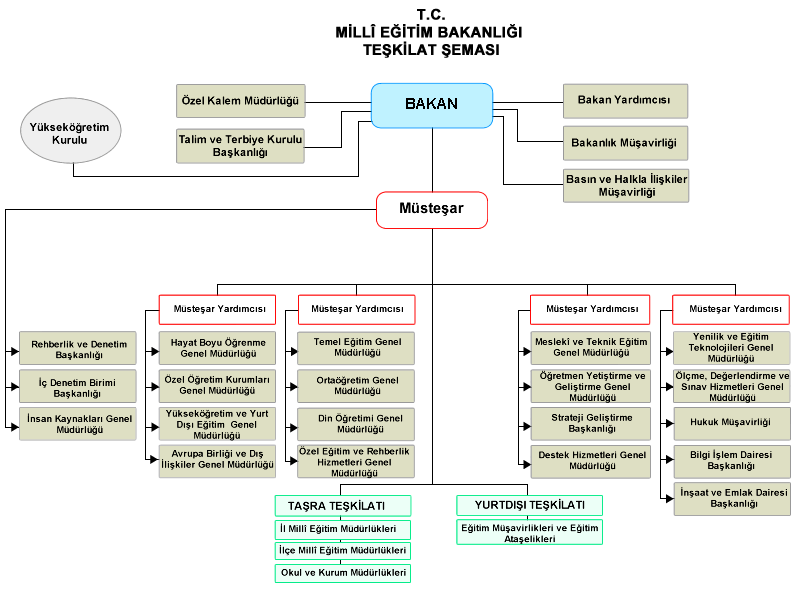 T.C.
MİLLÎ EĞİTİM BAKANLIĞI
TEŞKİLAT ŞEMASI
Yükseköğretim
Kurulu
Özel Kalem Müdürlüğü
Talim ve Terbiye Kurulu
Başkanlığı
BAKAN
Bakan Yardımcısı
Bakanlık Müşavirliği
Basın ve Halkla İlişkiler
Müşavirliği
Müsteşar
Rehberlik ve Denetim
Başkanlığı
İç Denetim Birimi
Başkanlığı
İnsan Kaynakları Genel
Müdürlüğü
Müsteşar Yardımcısı
Hayat Boyu Öğrenme
Genel Müdürlüğü
Özel Öğretim Kurumları
Genel Müdürlüğü
Yükseköğretim ve Yurt
Dışı Eğitim Genel
Müdürlüğü
Avrupa Birliği ve Dış
İlişkiler Genel Müdürlüğü
Müsteşar Yardımcısı
Temel Eğitim Genel
Müdürlüğü
Ortaöğretim Genel
Müdürlüğü
Din Öğretimi Genel
Müdürlüğü
Özel Eğitim ve Rehberlik
Hizmetleri Genel
Müdürlüğü
Müsteşar Yardımcısı
Meslekî ve Teknik Eğitim
Genel Müdürlüğü
Öğretmen Yetiştirme ve
Geliştirme Genel
Müdürlüğü
Strateji Geliştirme
Başkanlığı
Destek Hizmetleri Genel
Müdürlüğü
Müsteşar Yardımcısı
Yenilik ve Eğitim
Teknolojileri Genel
Müdürlüğü
Ölçme, Değerlendirme ve
Sınav Hizmetleri Genel
Müdürlüğü
Hukuk Müşavirliği
Bilgi İşlem Dairesi
Başkanlığı
İnşaat ve Emlak Dairesi
Başkanlığı
TAŞRA TEŞKİLATI
İl Millî Eğitim Müdürlükleri
İlçe Millî Eğitim Müdürlükleri
Okul ve Kurum Müdürlükleri
YURTDIŞI TEŞKİLATI
Eğitim Müşavirlikleri ve Eğitim
Ataşelikleri